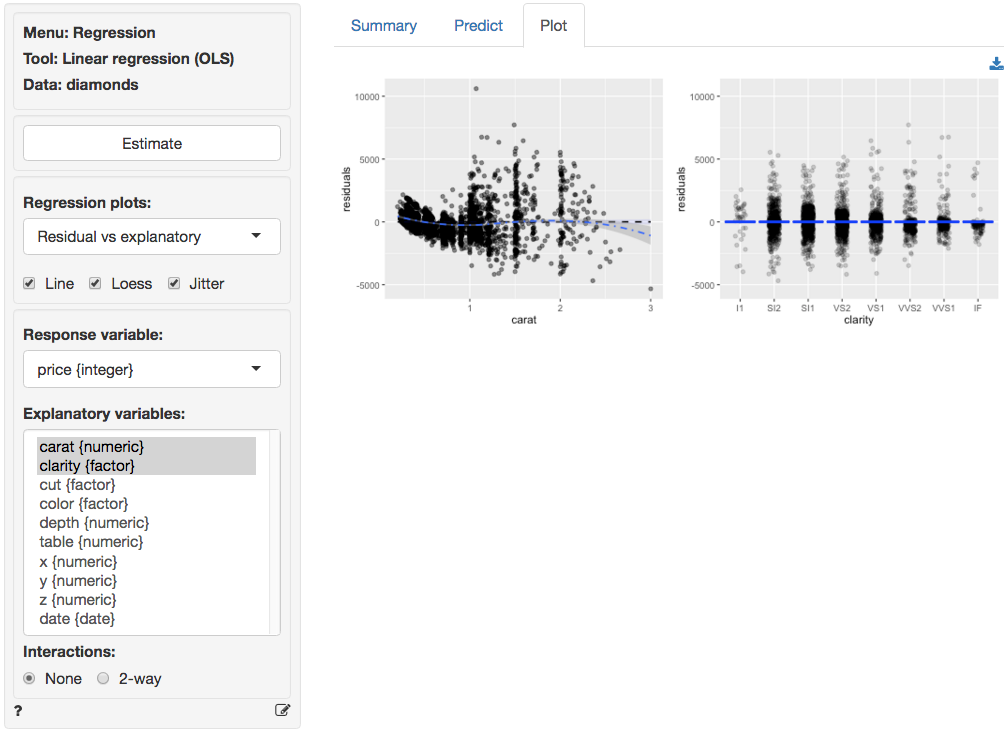 Menu: Regression
Tool: Linear regression (OLS)
Data: diamonds
Estimate
Regression plots:
Residual vs explanatory
Line Loess Jitter
Response variable:
price {integer}
Explanatory variables:
carat {numeric}
clarity {factor}
cut {factor}
color {factor}
depth {numeric}
table {numeric}
x {numeric}
y {numeric}
z {numeric}
date {date}
Interactions:
None 2-way
?
Summary Predict Plot
10000
5000
0
-5000
residuals
1 2 3
carat
10000
5000
0
-5000
residuals
I1 SI2 SI1 VS2 VS1 VVS2 VVS1 IF
clarity